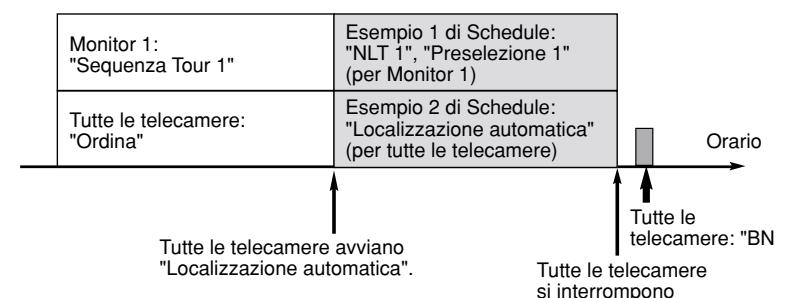 Monitor 1:
"Sequenza Tour 1"
Esempio 1 di Schedule:
"NLT 1", "Preselezione 1"
(per Monitor 1)
Tutte le telecamere:
"Ordina"
Esempio 2 di Schedule:
"Localizzazione automatica"
(per tutte le telecamere)
Orario
Tutte le telecamere avviano
"Localizzazione automatica".
Tutte le
telecamere: "BN
Tutte le telecamere
si interrompono